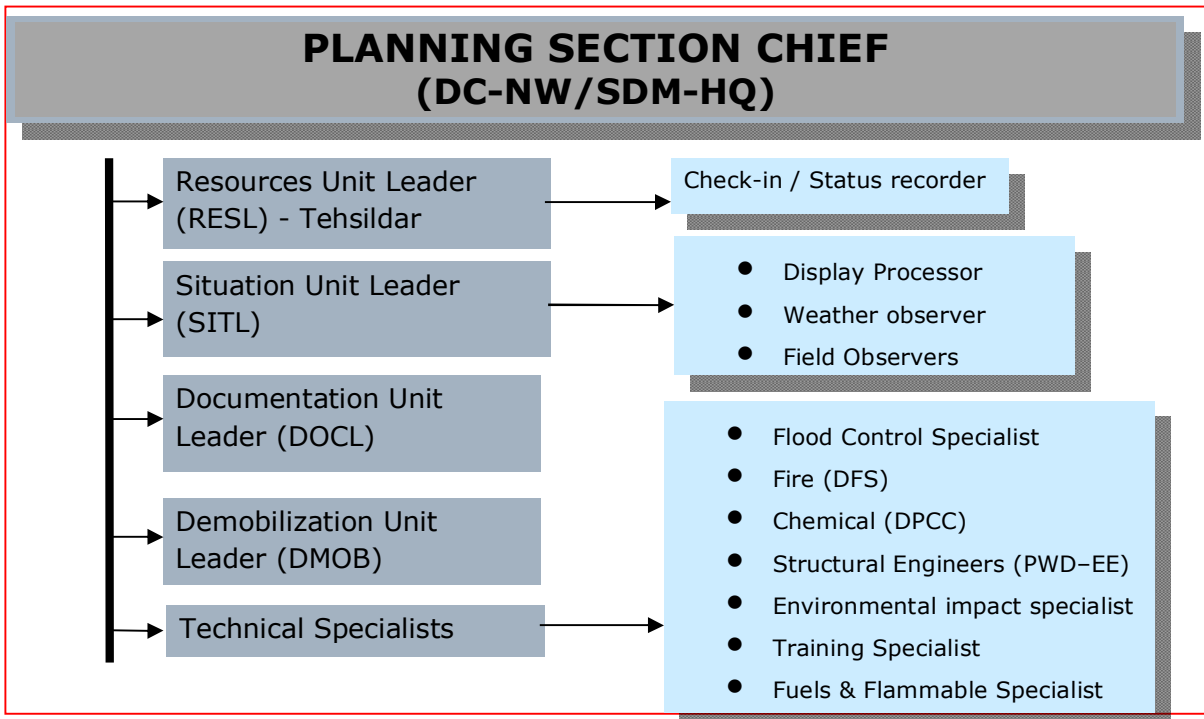 PLANNING SECTION CHIEF
(DC-NW/SDM-HQ)
Resources Unit Leader
(RESL) - Tehsildar
Check-in / Status recorder
Situation Unit Leader
(SITL)
● Display Processor
● Weather observer
● Field Observers
Documentation Unit
Leader (DOCL)
Demobilization Unit
Leader (DMOB)
Technical Specialists
● Flood Control Specialist
● Fire (DFS)
● Chemical (DPCC)
● Structural Engineers (PWD–EE)
● Environmental impact specialist
● Training Specialist
● Fuels & Flammable Specialist